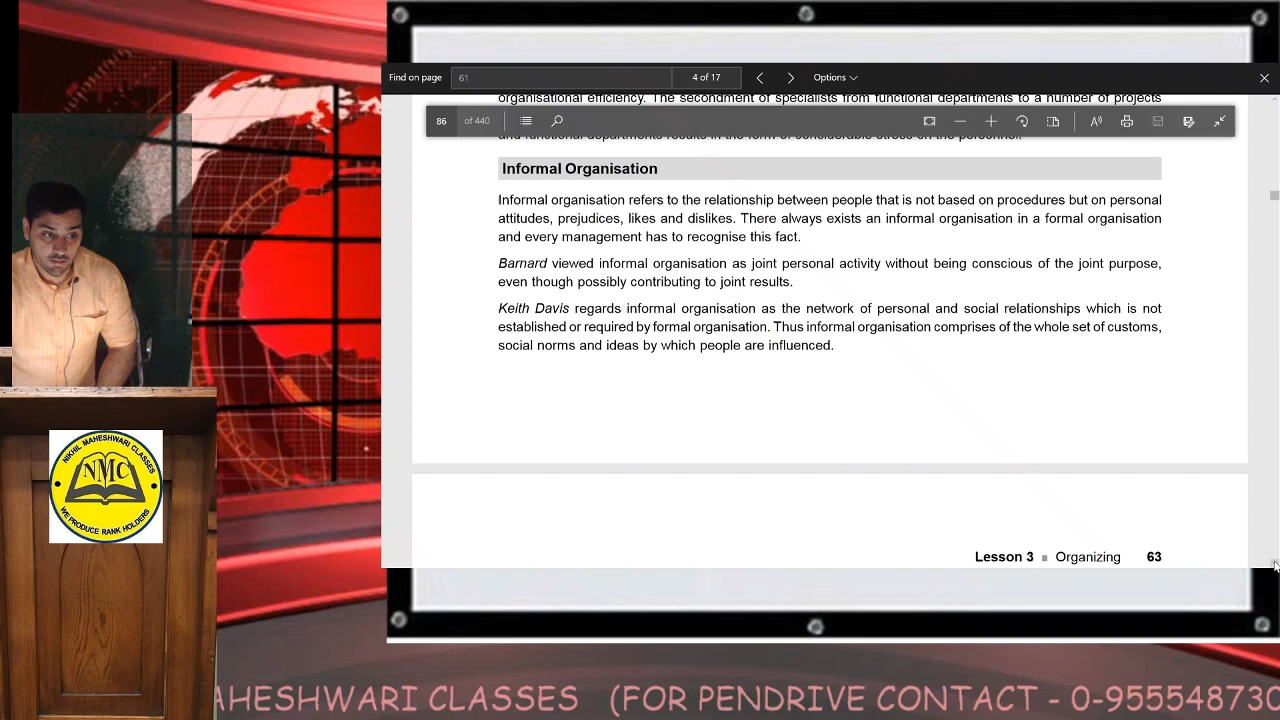 Find on page 61 4 of 17 Options
organisational efficiency. The secondment of specialists from functional departments to a number of projects
86 of 440
Informal Organisation
Informal organisation refers to the relationship between people that is not based on procedures but on personal
attitudes, prejudices, likes and dislikes. There always exists an informal organisation in a formal organisation
and every management has to recognise this fact.
Barnard viewed informal organisation as joint personal activity without being conscious of the joint purpose,
even though possibly contributing to joint results.
Keith Davis regards informal organisation as the network of personal and social relationships which is not
established or required by formal organisation. Thus informal organisation comprises of the whole set of customs,
social norms and ideas by which people are influenced.
Lesson 3 ■ Organizing 63
NIKHIL MAHESHWARI CLASSES
NMC
WE PRODUCE RANK HOLDERS
AHESHWARI CLASSES (FOR PENDRIVE CONTACT - 0-955548730